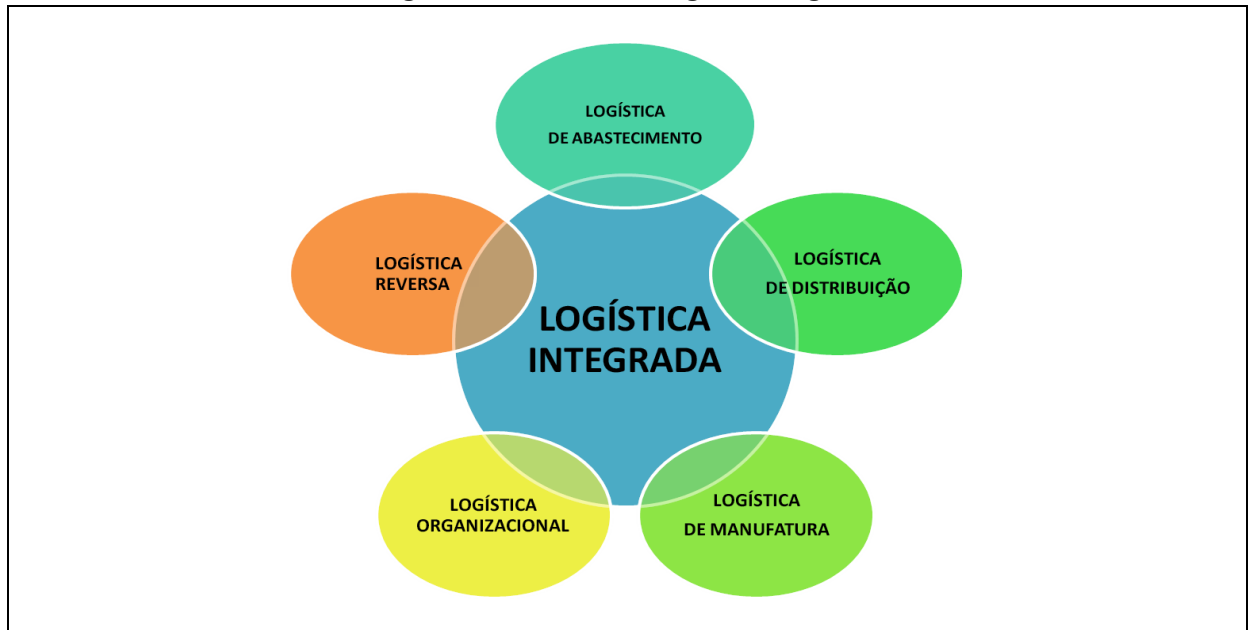 LOGÍSTICA
DE ABASTECIMENTO
LOGÍSTICA
REVERSA
LOGÍSTICA
DE DISTRIBUIÇÃO
LOGÍSTICA
INTEGRADA
LOGÍSTICA
ORGANIZACIONAL
LOGÍSTICA
DE MANUFATURA